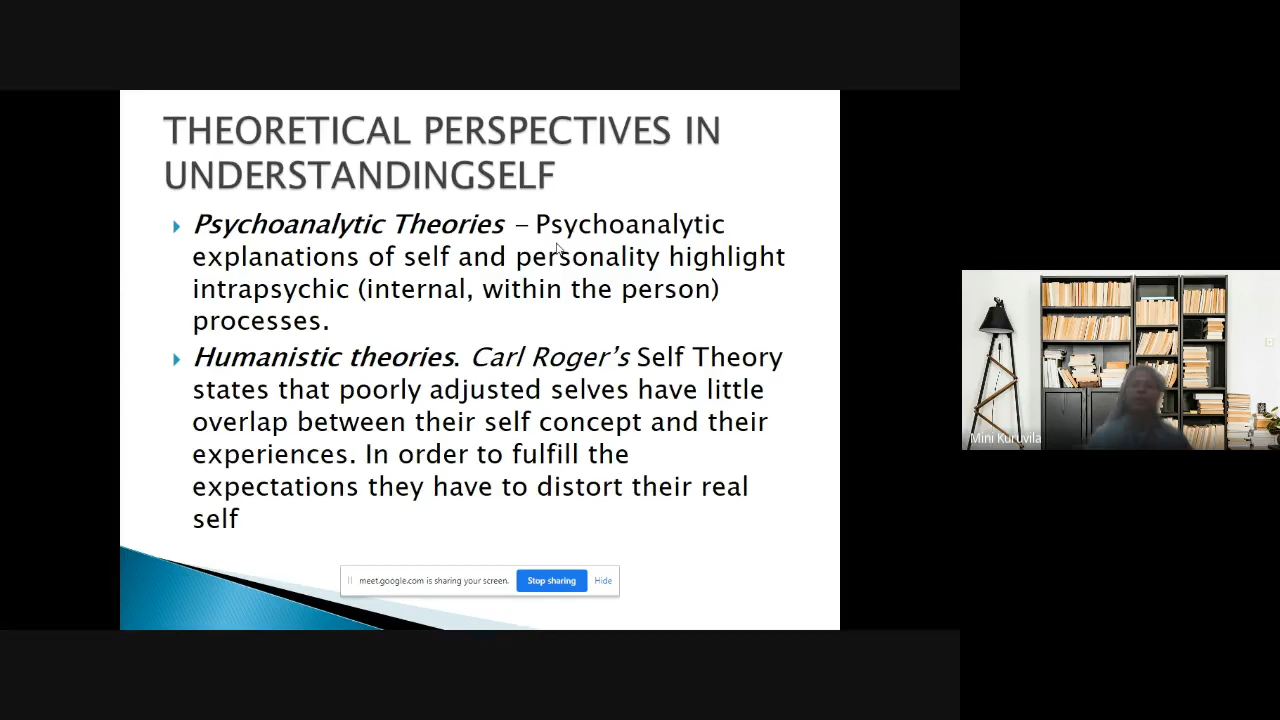 THEORETICAL PERSPECTIVES IN
UNDERSTANDINGSELF
Psychoanalytic Theories – Psychoanalytic
explanations of self and personality highlight
intrapsychic (internal, within the person)
processes.
Humanistic theories. Carl Roger's Self Theory
states that poorly adjusted selves have little
overlap between their self concept and their
experiences. In order to fulfill the
expectations they have to distort their real
self
meet.google.com is sharing your screen.
Stop sharing
Hide
Mini Kuruvila